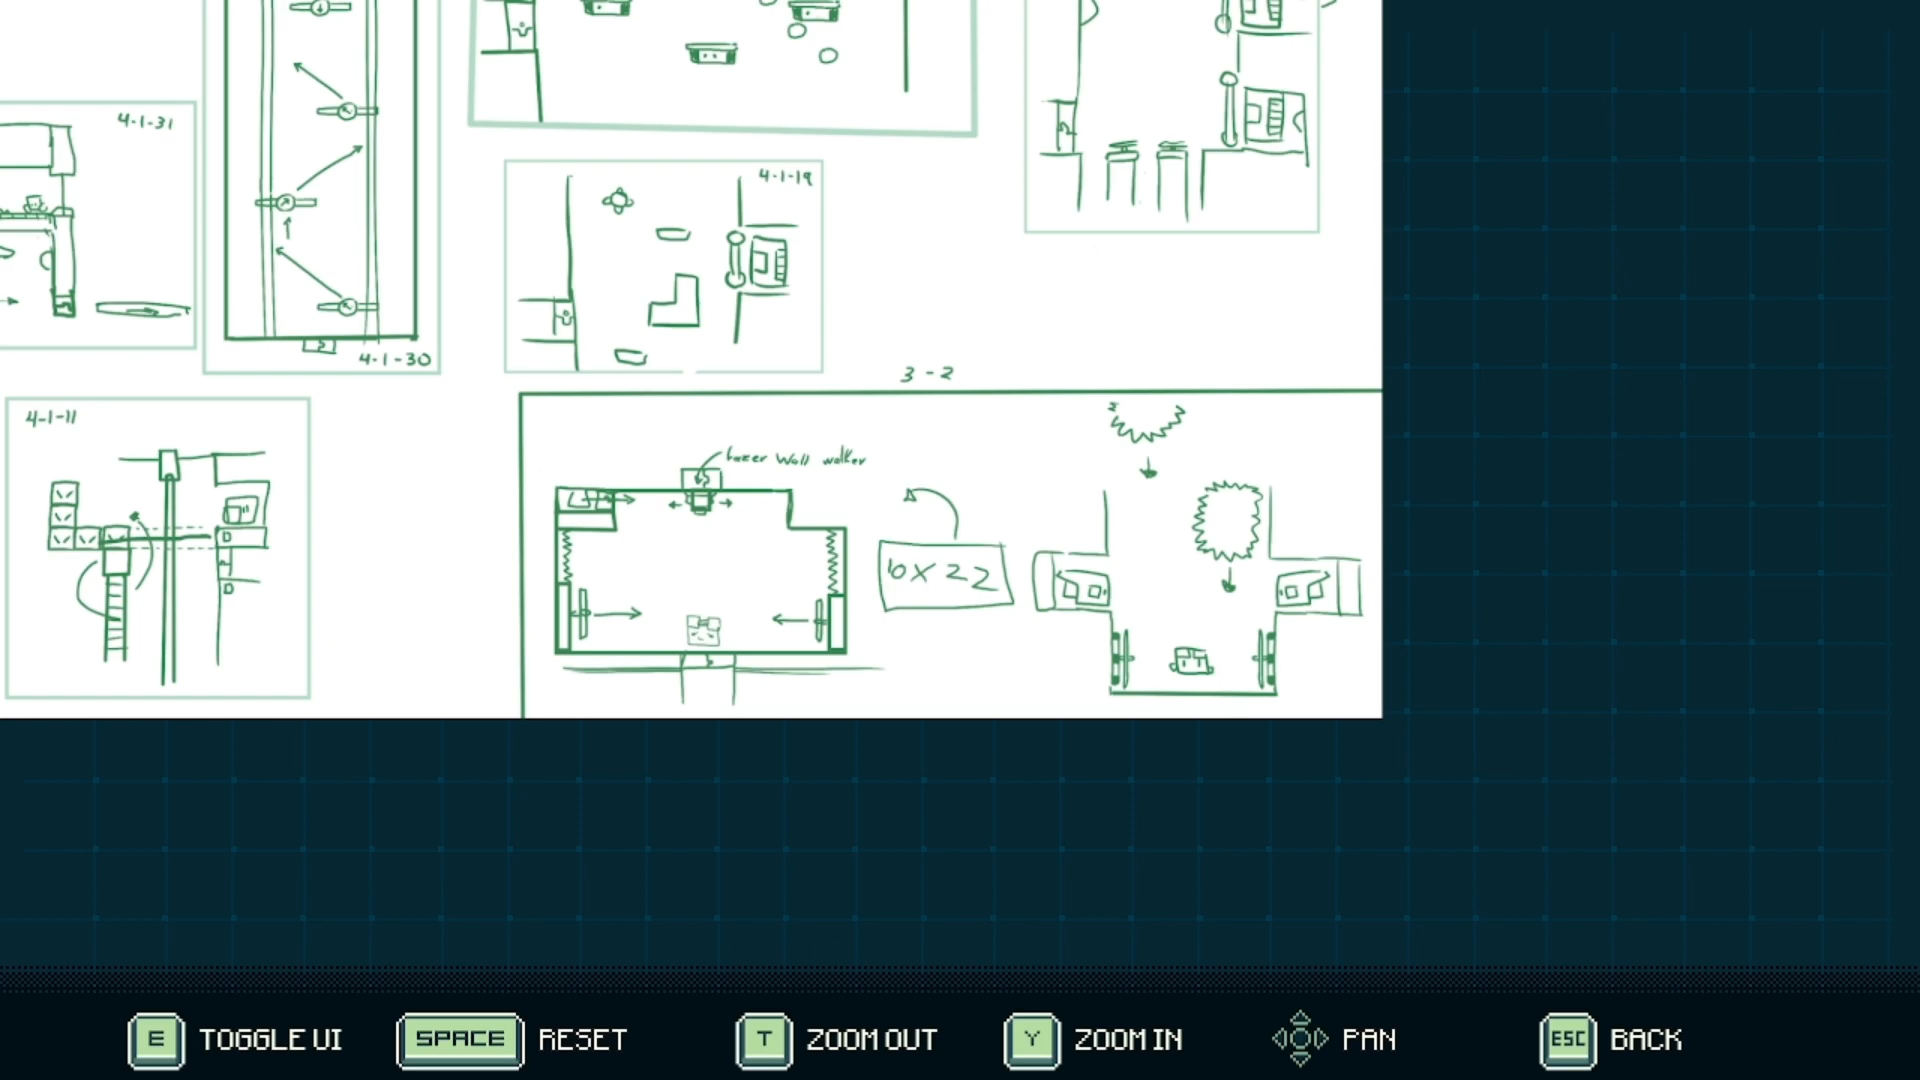 4-1-31
4-1-19
4-1-30
3-2
4-1-11
Lazer Wall walker
10X22
D
D
E TOGGLE UI SPACE RESET T ZOOM OUT Y ZOOM IN PAN ESC BACK